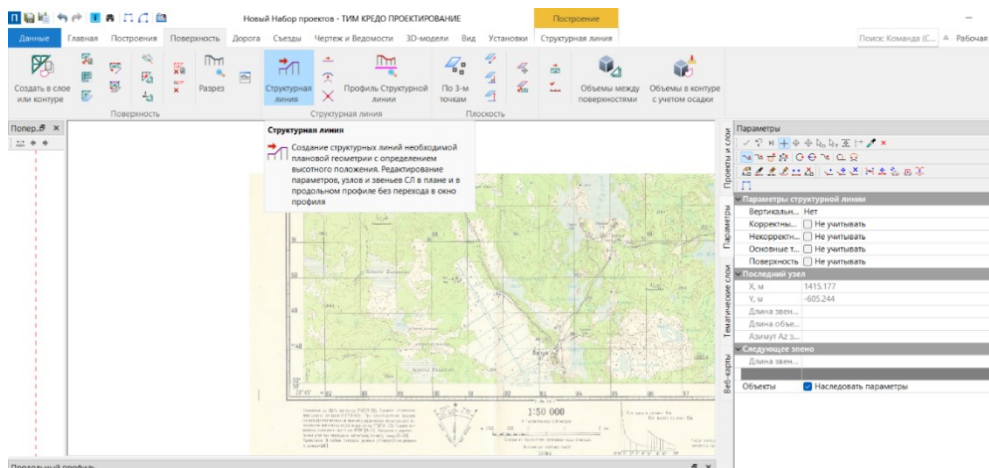 Новый Набор проектов - ТИМ КРЕДО ПРОЕКТИРОВАНИЕ
Построение
Данные Главная Построения Поверхность Дорога Съезды Чертеж и Ведомости 3D-модели Вид Установки Структурная линия Поиск: Команда (С... Рабочая
Создать в слое или контуре
Разрез
Структурная линия
Профиль Структурной линии
По 3-м точкам
Объемы между поверхностями
Объемы в контуре с учетом осадки
Поверхность Структурная линия Плоскость
Попер...
Структурная линия
Создание структурных линий необходимой
плановой геометрии с определением
высотного положения. Редактирование
параметров, узлов и звеньев СЛ в плане и в
продольном профиле без перехода в окно
профиля
1:50 000
Проекты и слои
Параметры
Тематические слои
Веб-карты
Параметры
Параметры структурной линии
Вертикальн... Нет
Корректны... Не учитывать
Некорректн... Не учитывать
Основные т... Не учитывать
Поверхность Не учитывать
Последний узел
X, м 1415.177
Y, м -605.244
Длина звен...
Длина объе...
Азимут Az з...
Следующее звено
Длина звен...
Объекты Наследовать параметры
Продольный профиль